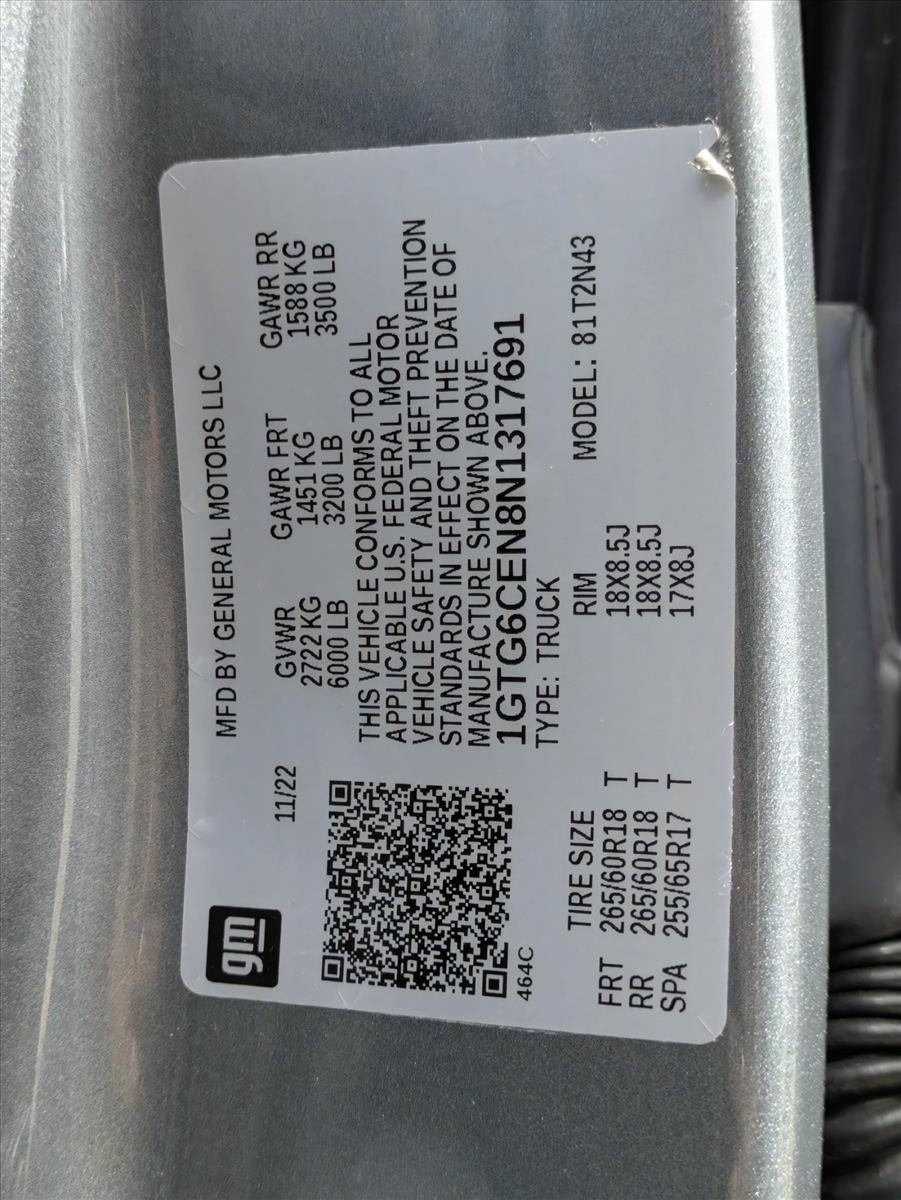 gm
MFD BY GENERAL MOTORS LLC
11/22
GVWR GAWR FRT GAWR RR
2722 KG 1451 KG 1588 KG
6000 LB 3200 LB 3500 LB
THIS VEHICLE CONFORMS TO ALL
APPLICABLE U.S. FEDERAL MOTOR
VEHICLE SAFETY AND THEFT PREVENTION
STANDARDS IN EFFECT ON THE DATE OF
MANUFACTURE SHOWN ABOVE.
1GTG6CEN8N1317691
464C
TYPE: TRUCK MODEL: 81T2N43
TIRE SIZE RIM
FRT 265/60R18 T 18X8.5J
RR 265/60R18 T 18X8.5J
SPA 255/65R17 T 17X8J